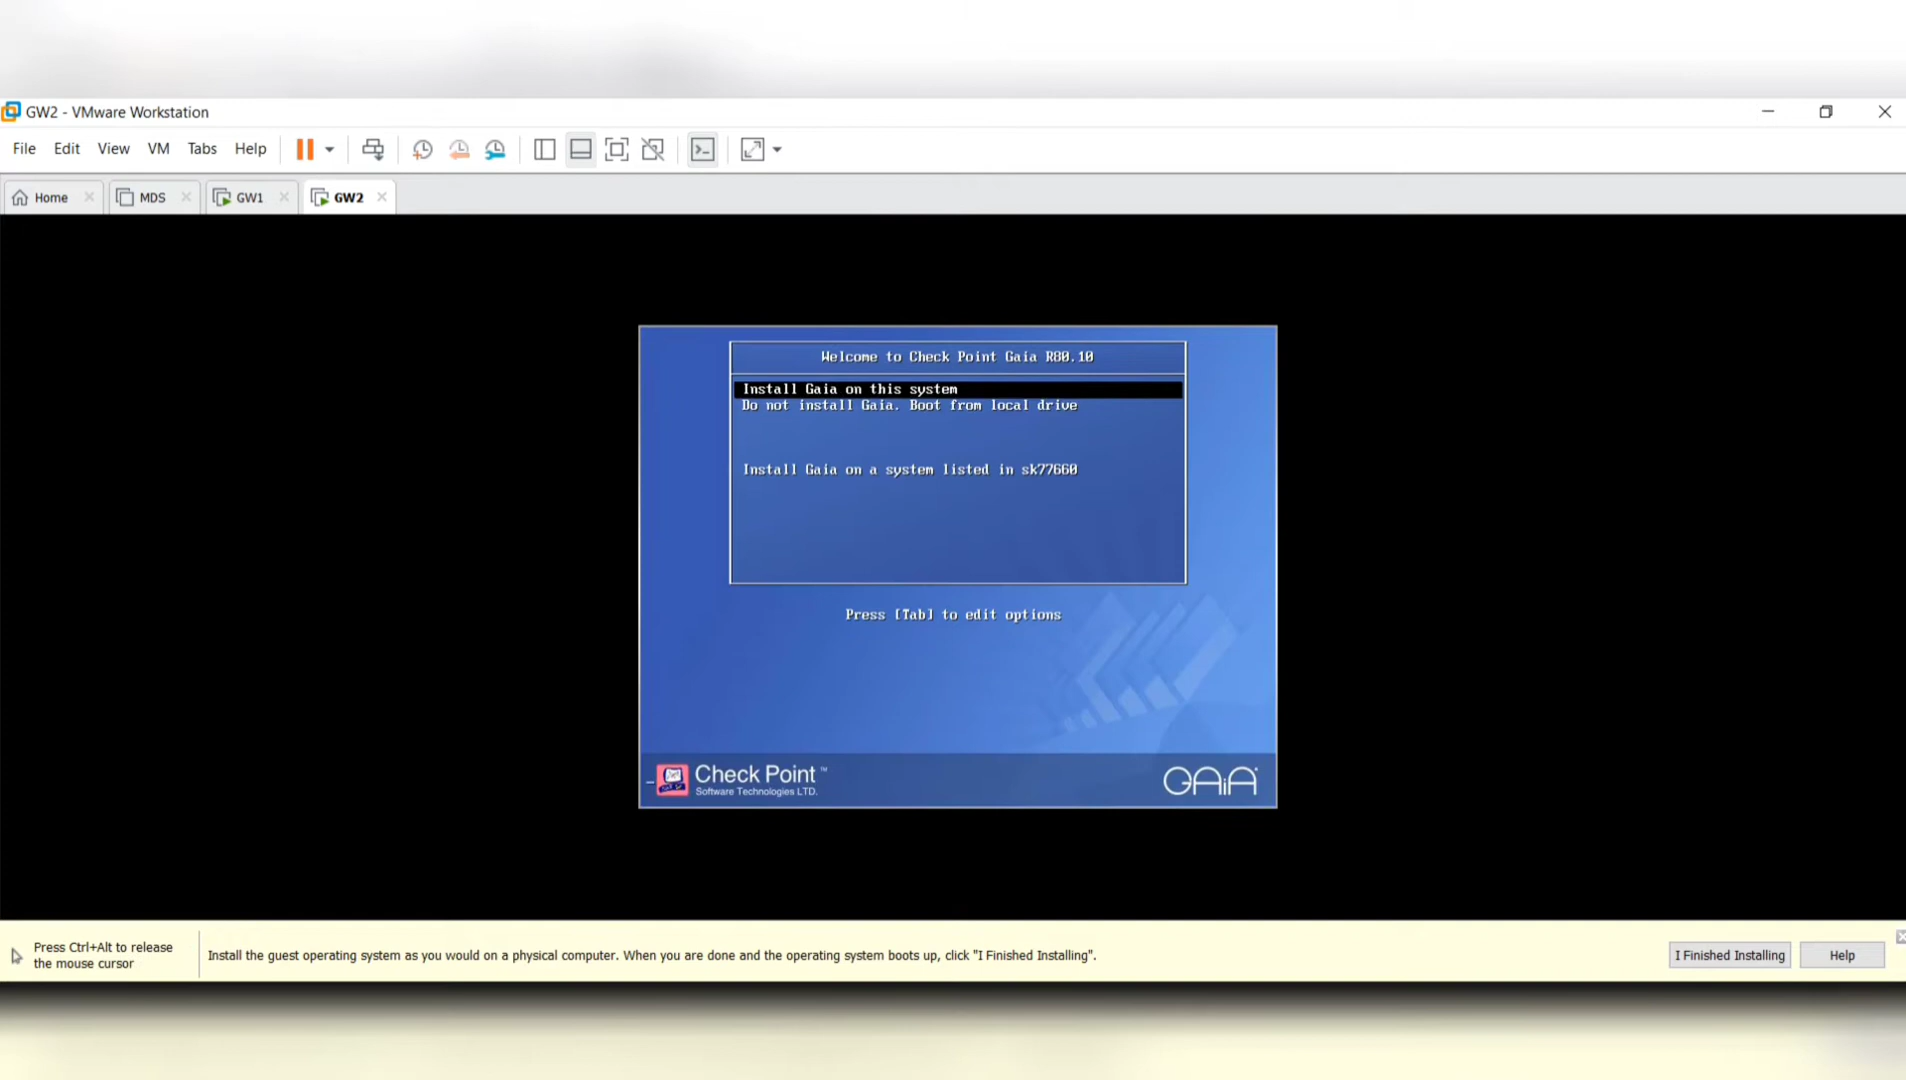 GW2 - VMware Workstation
File Edit View VM Tabs Help
Home MDS GW1 GW2
Welcome to Check Point Gaia R80.10
Install Gaia on this system
Do not install Gaia. Boot from local drive
Install Gaia on a system listed in sk77660
Press [Tab] to edit options
Check Point™
Software Technologies LTD.
GAiA
Press Ctrl+Alt to release
the mouse cursor
Install the guest operating system as you would on a physical computer. When you are done and the operating system boots up, click "I Finished Installing".
I Finished Installing
Help